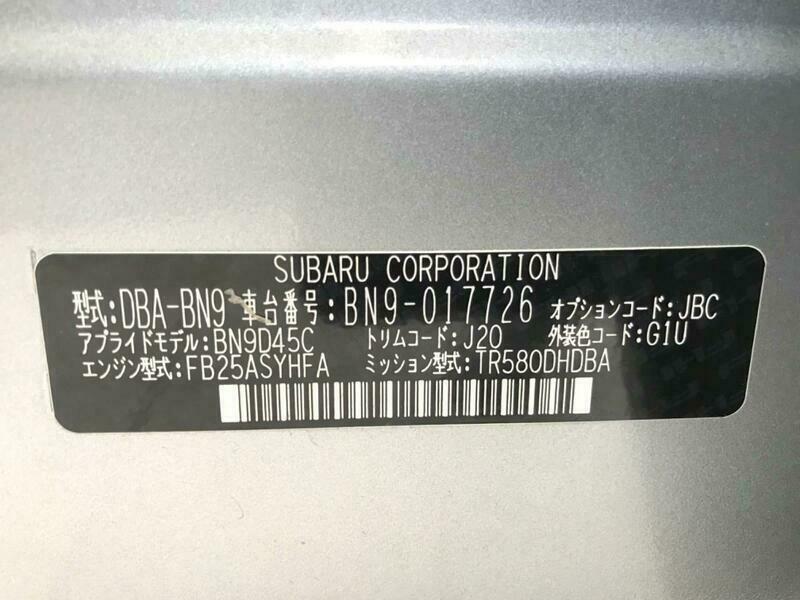 SUBARU CORPORATION
型式:DBA-BN9 車台番号:BN9-017726 オプションコード:JBC
アプライドモデル:BN9D45C トリムコード:J20 外装色コード:G1U
エンジン型式:FB25ASYHFA ミッション型式:TR580DHDBA